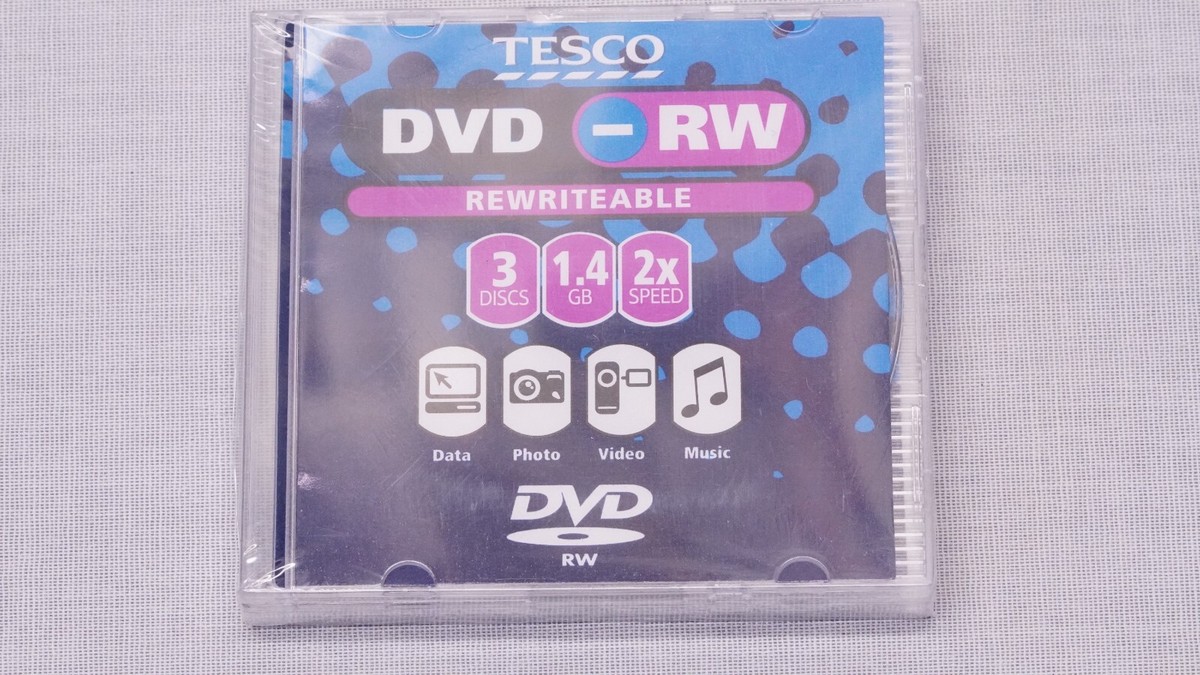 TESCO
DVD - RW
REWRITEABLE
3 1.4 2x
DISCS GB SPEED
Data Photo Video Music
DVD
RW